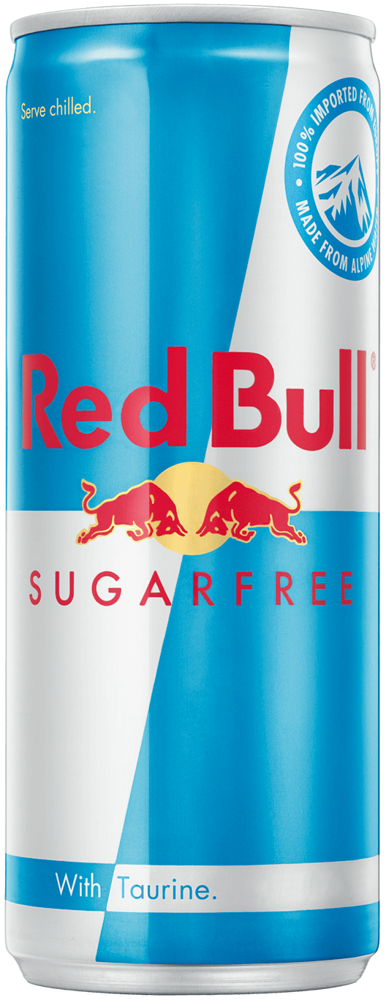 Serve chilled.
100% IMPORTED FROM
MADE FROM ALPINE
Red Bull®
SUGARFREE
With Taurine.